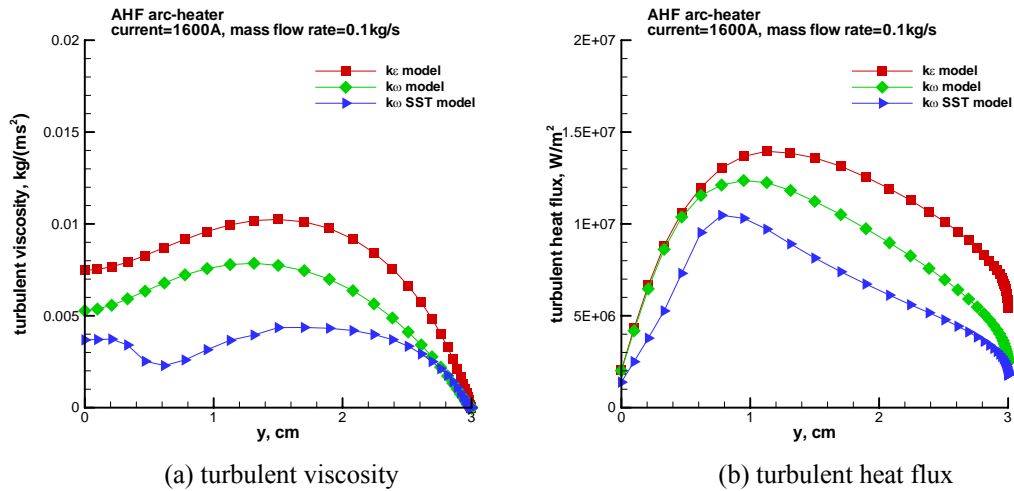 AHF arc-heater
current=1600A, mass flow rate=0.1kg/s
0.02
0.015
0.01
0.005
0
turbulent viscosity, kg/(ms²)
kε model
kω model
kω SST model
0 1 2 3
y, cm
(a) turbulent viscosity
AHF arc-heater
current=1600A, mass flow rate=0.1kg/s
2E+07
1.5E+07
1E+07
5E+06
0
turbulent heat flux, W/m²
kε model
kω model
kω SST model
0 1 2 3
y, cm
(b) turbulent heat flux